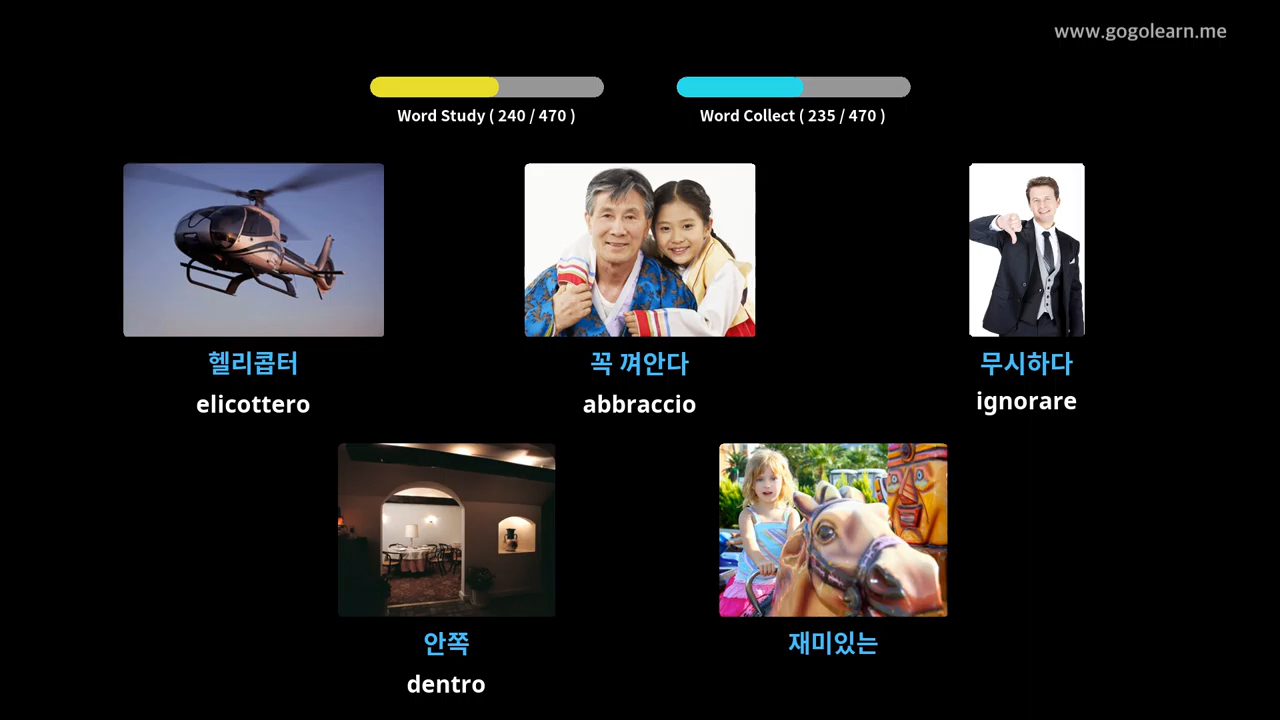 www.gogolearn.me
Word Study ( 240 / 470 )
Word Collect ( 235 / 470 )
헬리콥터
꼭 껴안다
무시하다
elicottero
abbraccio
ignorare
안쪽
재미있는
dentro